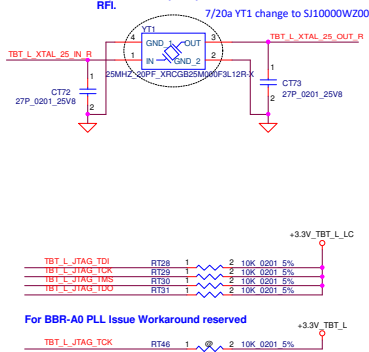 RFI.
7/20a YT1 change to SJ10000WZ00
YT1
TBT_L_XTAL_25_IN_R
TBT_L_XTAL_25_OUT_R
4 GND_1 OUT 3
1 IN GND_2 2
25MHZ_20PF_XRCGB25M000F3L12R-X
1
CT72
27P_0201_25V8
2
1
CT73
27P_0201_25V8
2
+3.3V_TBT_L_LC
TBT_L_JTAG_TDI RT28 1 2 10K_0201_5%
TBT_L_JTAG_TCK RT29 1 2 10K_0201_5%
TBT_L_JTAG_TMS RT30 1 2 10K_0201_5%
TBT_L_JTAG_TDO RT31 1 2 10K_0201_5%
For BBR-A0 PLL Issue Workaround reserved
+3.3V_TBT_L
TBT_L_JTAG_TCK RT46 1 @ 2 10K_0201_5%